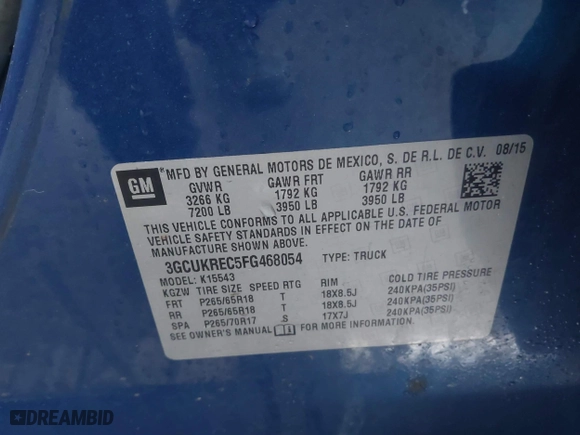 GM
® MFD BY GENERAL MOTORS DE MEXICO, S. DE R.L. DE C.V. 08/15
GVWR GAWR FRT GAWR RR
3266 KG 1792 KG 1792 KG
7200 LB 3950 LB 3950 LB
THIS VEHICLE CONFORMS TO ALL APPLICABLE U.S. FEDERAL MOTOR
VEHICLE SAFETY STANDARDS IN EFFECT ON THE DATE OF
MANUFACTURE SHOWN ABOVE.
3GCUKREC5FG468054 TYPE: TRUCK
MODEL: K15543
KGZW TIRE SIZE SPEED RTG RIM COLD TIRE PRESSURE
FRT P265/65R18 T 18X8.5J 240KPA(35PSI)
RR P265/65R18 T 18X8.5J 240KPA(35PSI)
SPA P265/70R17 S 17X7J 240KPA(35PSI)
SEE OWNER'S MANUAL FOR MORE INFORMATION.
DREAMBID